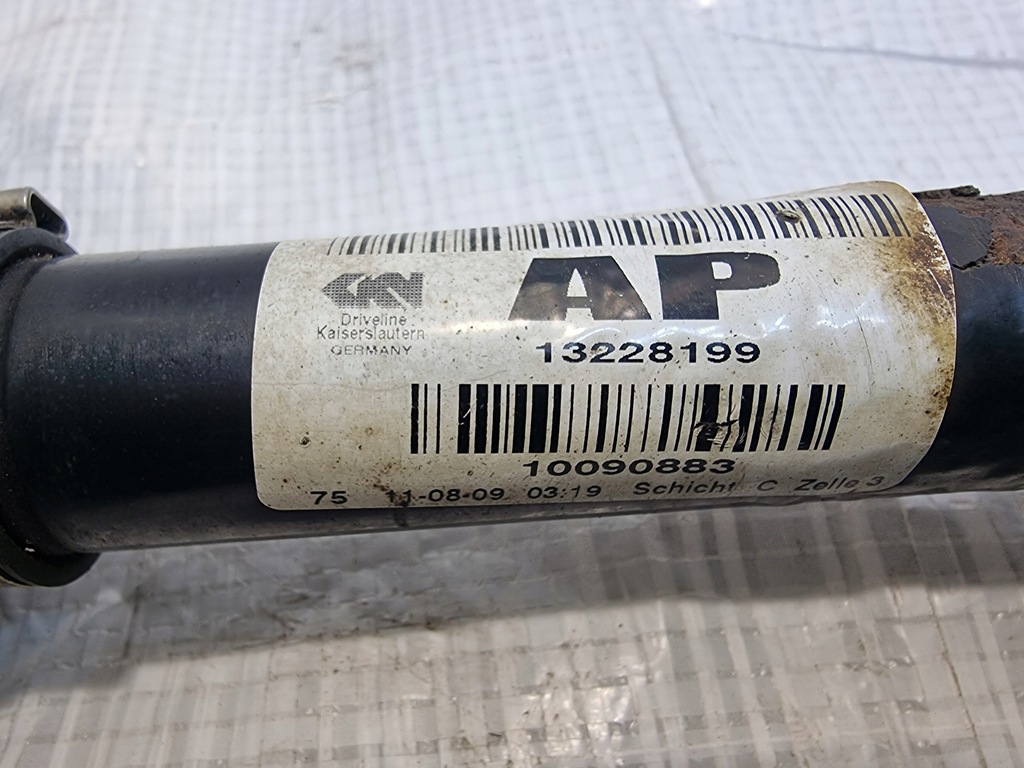 GKN
Driveline
Kaiserslautern
GERMANY
AP
13228199
10090883
75 11-08-09 03:19 Schicht C Zelle 3